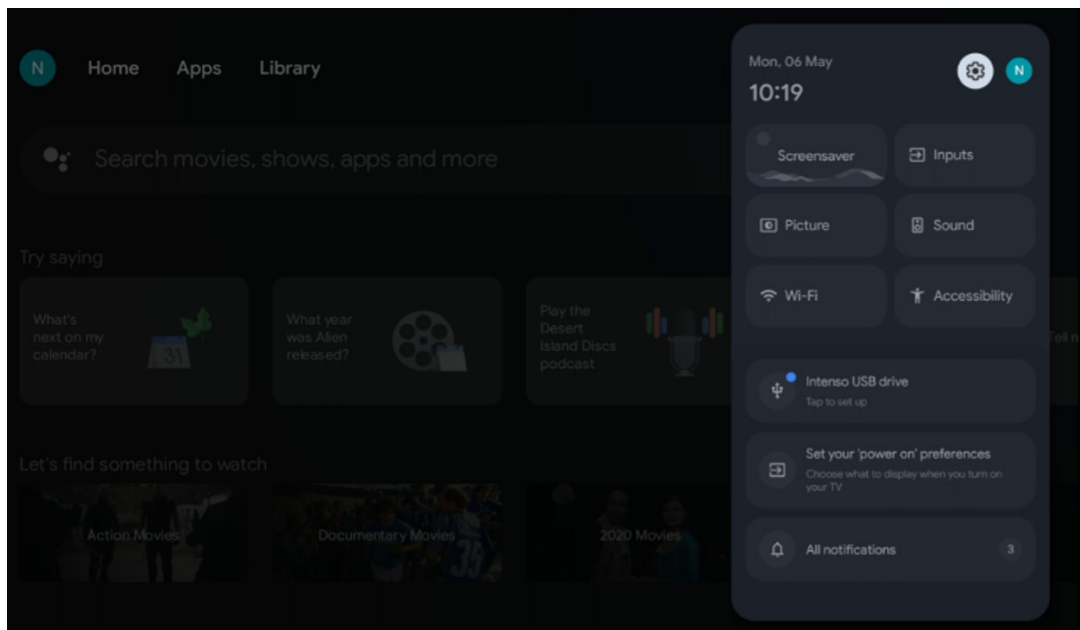 N
Home
Apps
Library
Search movies, shows, apps and more
Try saying
What's
next on my
calendar?
31
What year
was Alien
released?
Play the
Desert
Island Discs
podcast
Tell
Let's find something to watch
Action Movies
Documentary Movies
35
2020 Movies
Mon, 06 May
10:19
N
Screensaver
Inputs
Picture
Sound
Wi-Fi
Accessibility
Intenso USB drive
Tap to set up
Set your 'power on' preferences
Choose what to display when you turn on
your TV
All notifications
3